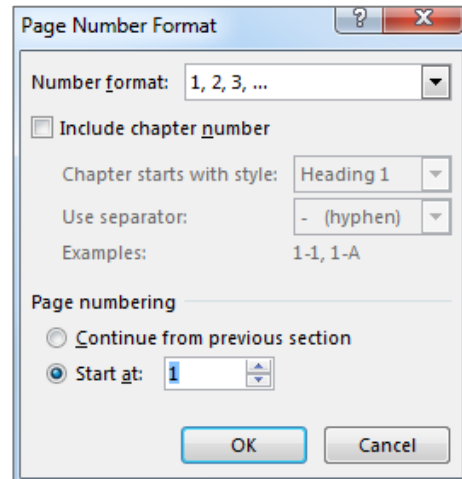 Page Number Format ? X
Number format: 1, 2, 3, ...
Include chapter number
Chapter starts with style: Heading 1
Use separator: - (hyphen)
Examples: 1-1, 1-A
Page numbering
Continue from previous section
Start at: 1
OK Cancel